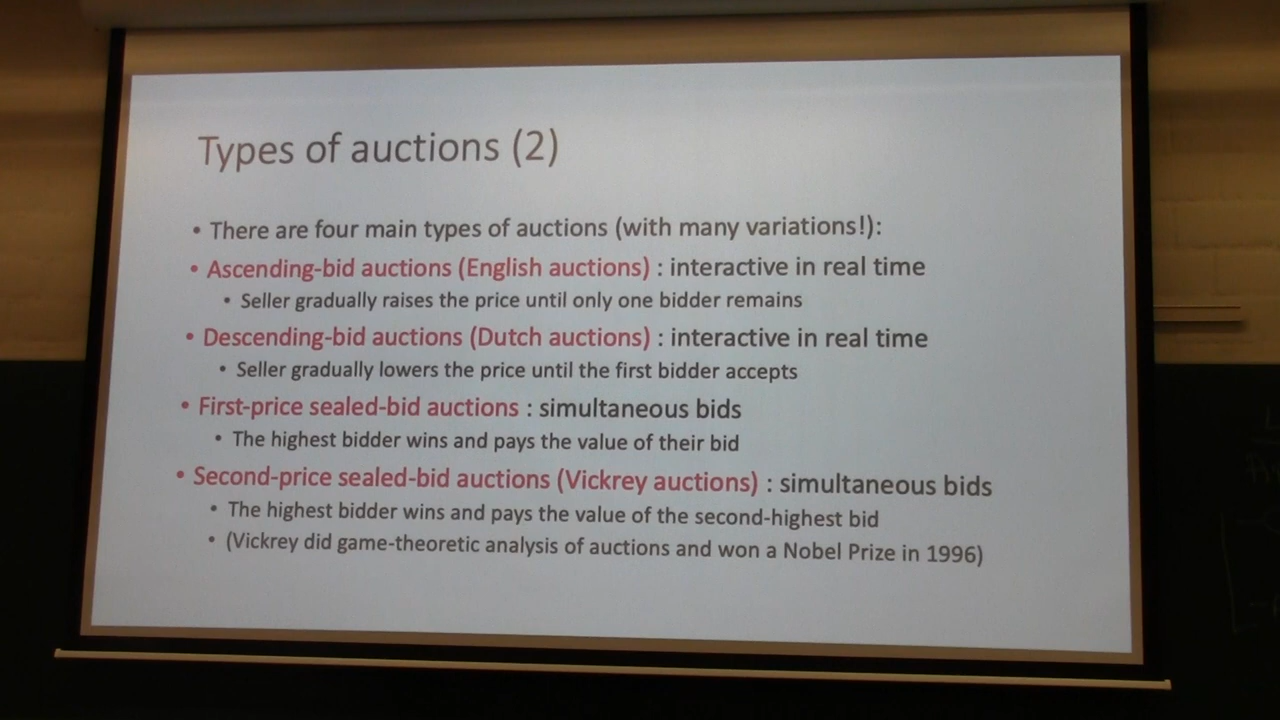 Types of auctions (2)
• There are four main types of auctions (with many variations!):
• Ascending-bid auctions (English auctions) : interactive in real time
• Seller gradually raises the price until only one bidder remains
• Descending-bid auctions (Dutch auctions) : interactive in real time
• Seller gradually lowers the price until the first bidder accepts
• First-price sealed-bid auctions : simultaneous bids
• The highest bidder wins and pays the value of their bid
• Second-price sealed-bid auctions (Vickrey auctions) : simultaneous bids
• The highest bidder wins and pays the value of the second-highest bid
• (Vickrey did game-theoretic analysis of auctions and won a Nobel Prize in 1996)